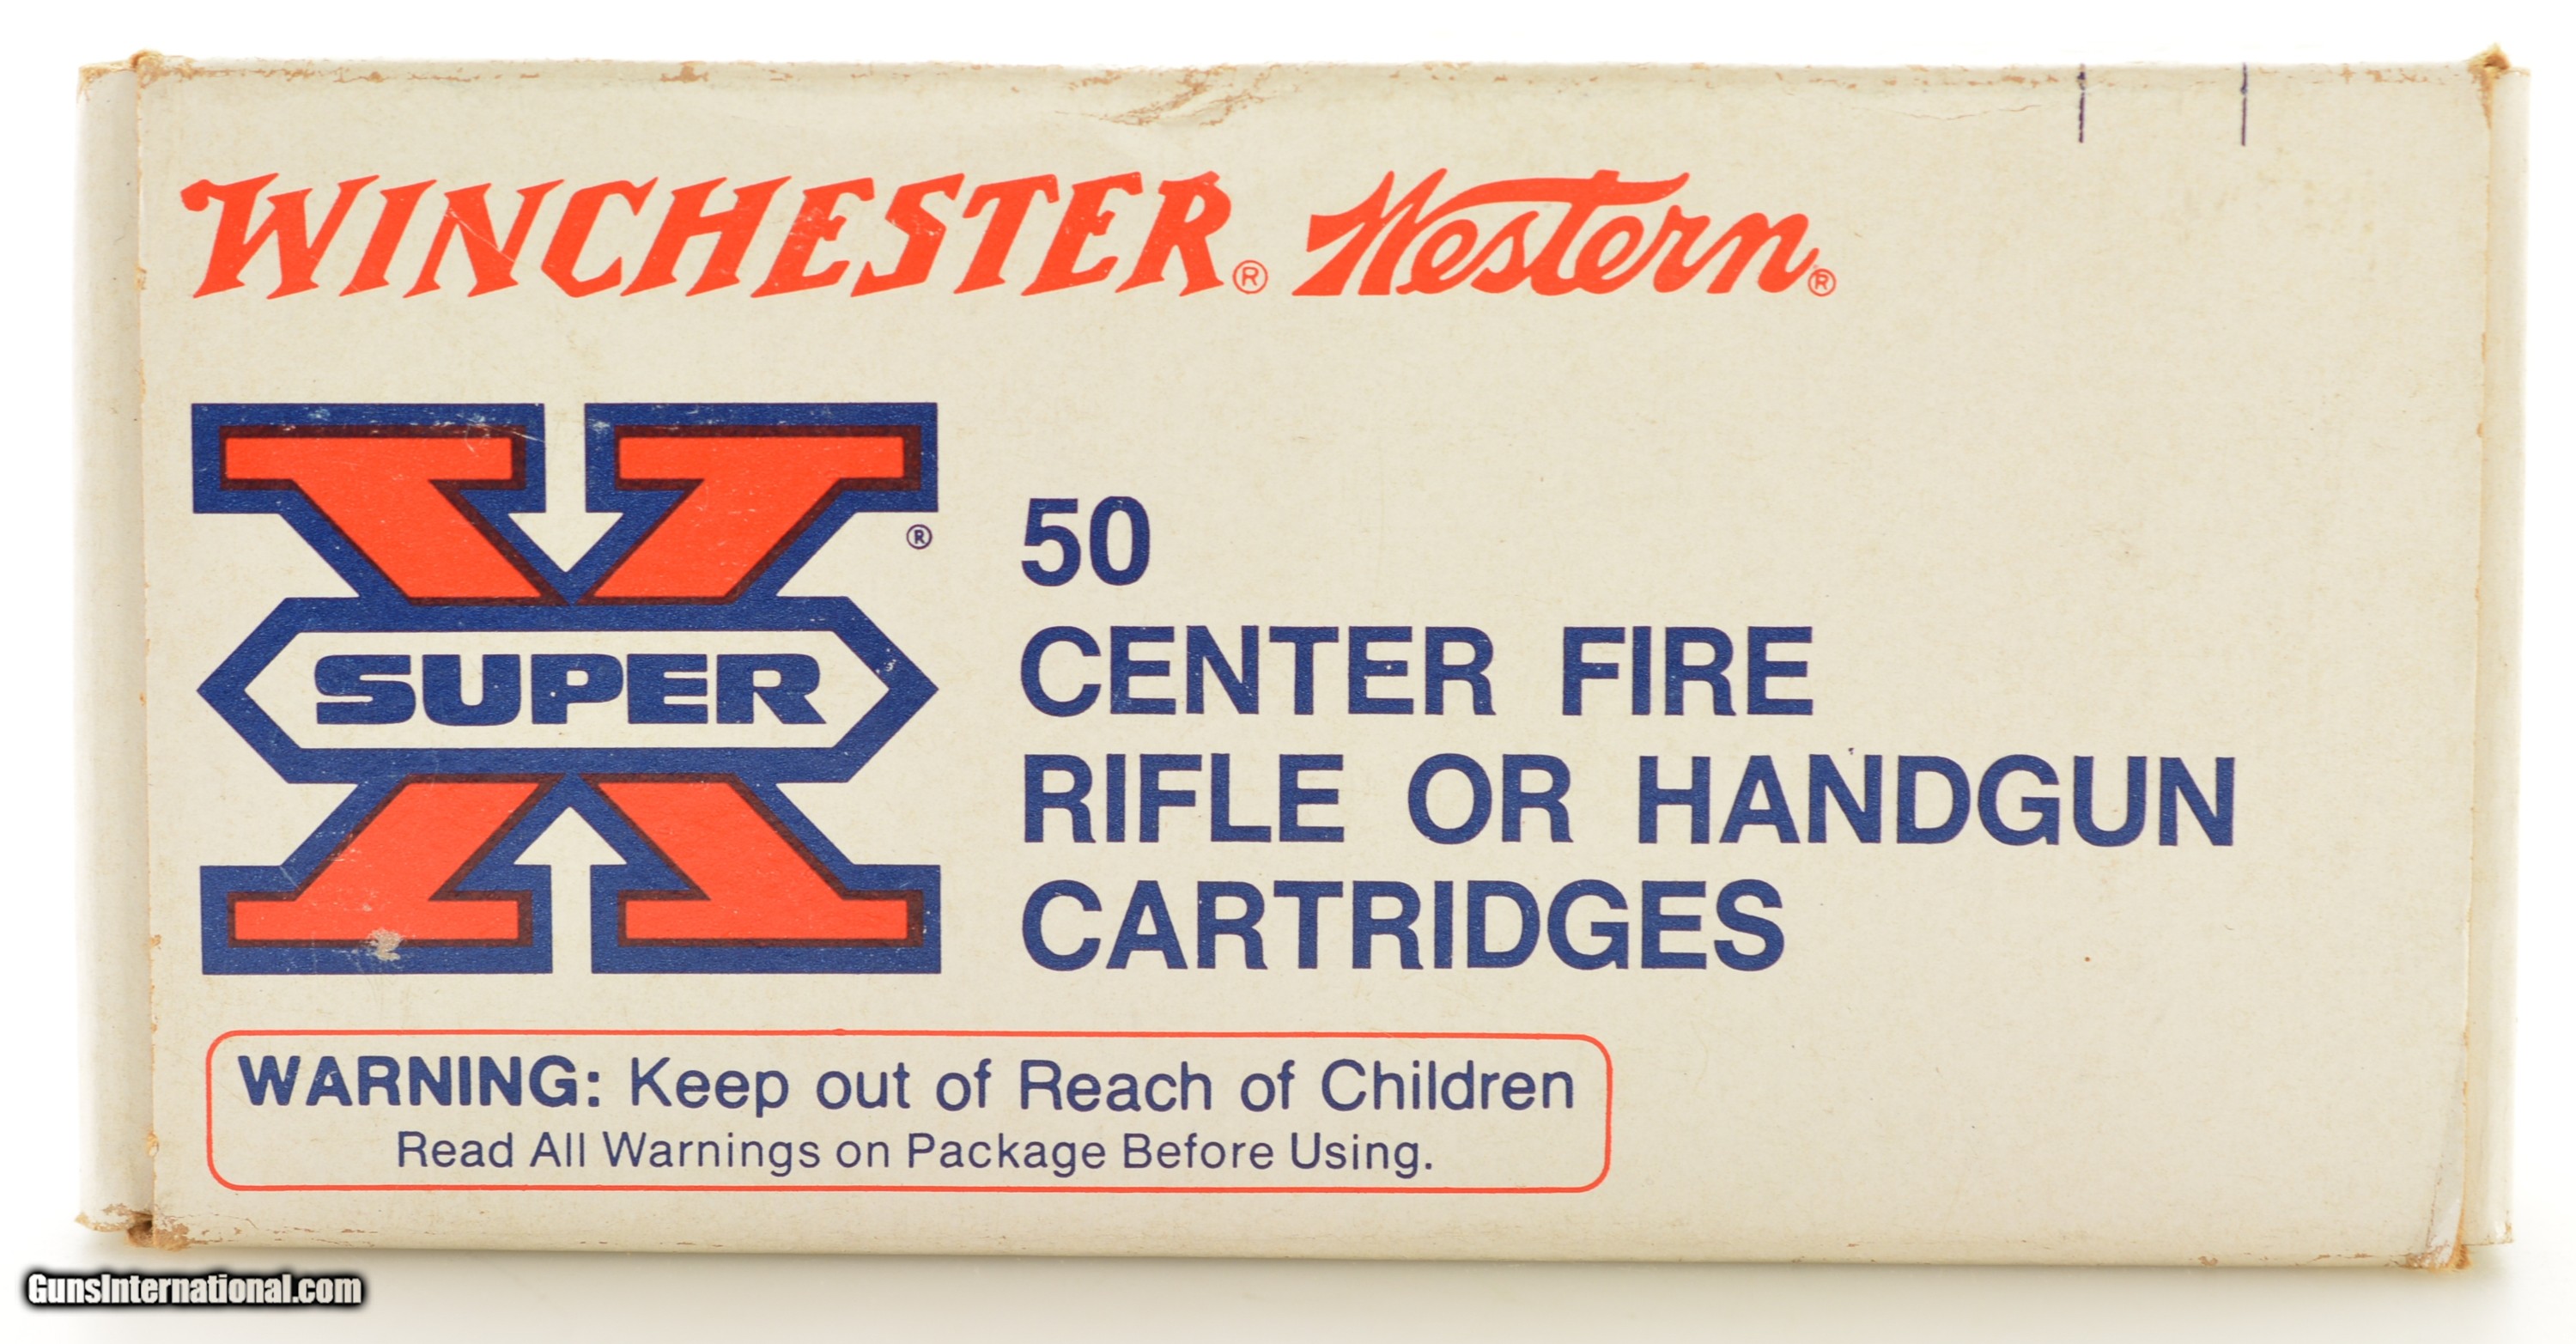 WINCHESTER® Western®
SUPER X®
50
CENTER FIRE
RIFLE OR HANDGUN
CARTRIDGES
WARNING: Keep out of Reach of Children
Read All Warnings on Package Before Using.
GunsInternational.com